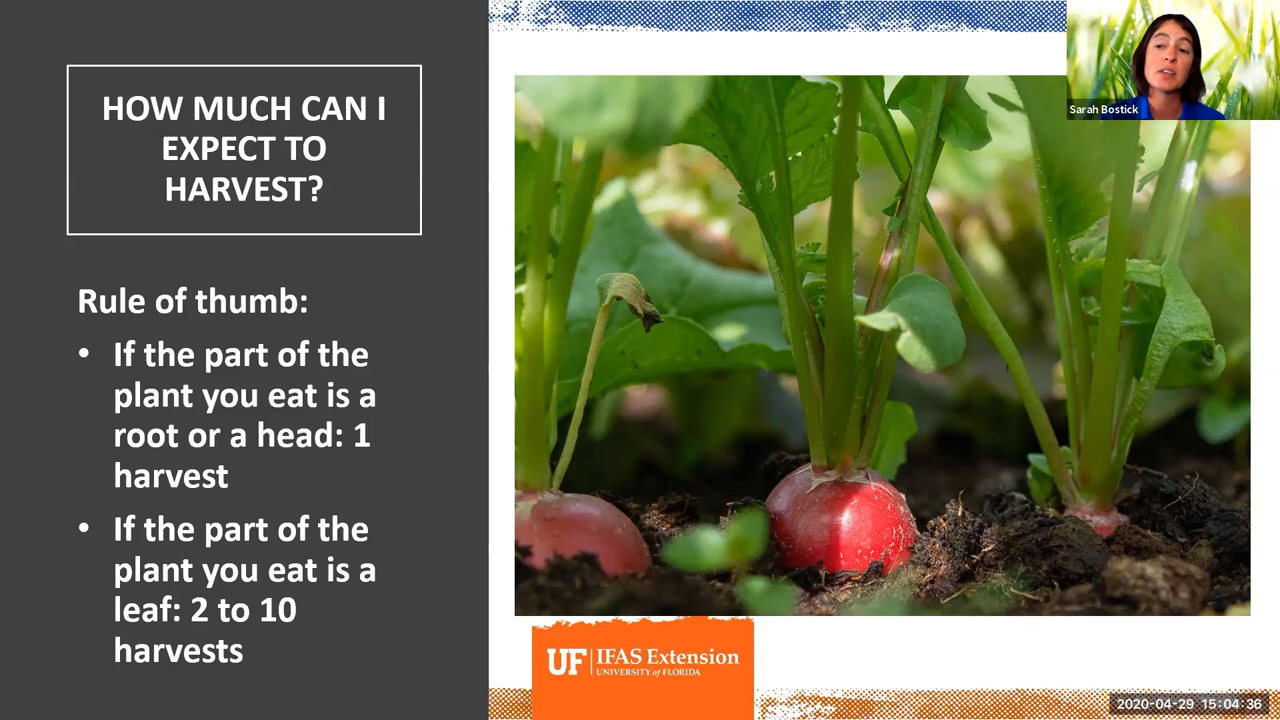 HOW MUCH CAN I
EXPECT TO
HARVEST?
Rule of thumb:
• If the part of the
plant you eat is a
root or a head: 1
harvest
• If the part of the
plant you eat is a
leaf: 2 to 10
harvests
Sarah Bostick
UF | IFAS Extension
UNIVERSITY of FLORIDA
2020-04-29 15:04:36